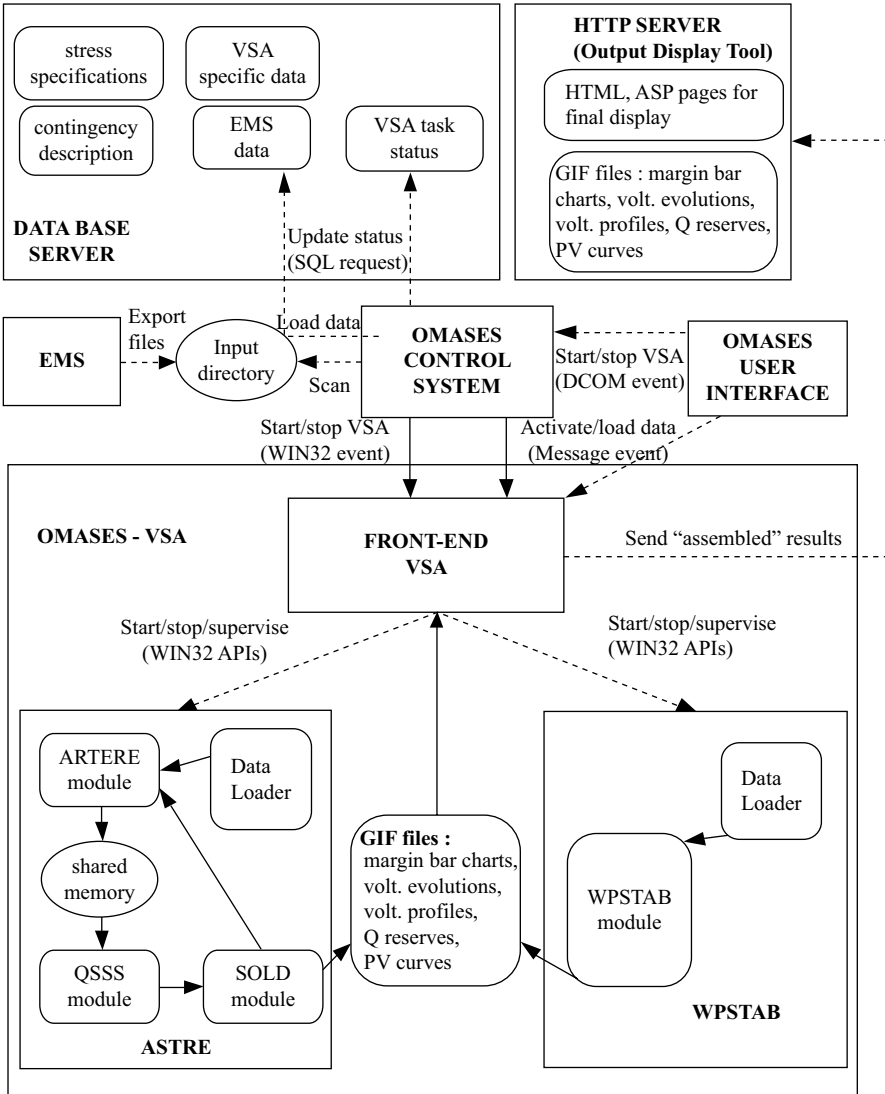 stress
specifications
VSA
specific data
contingency
description
EMS
data
VSA task
status
DATA BASE
SERVER
Update status
(SQL request)
HTTP SERVER
(Output Display Tool)
HTML, ASP pages for
final display
GIF files : margin bar
charts, volt. evolutions,
volt. profiles, Q reserves,
PV curves
EMS
Export
files
Input
directory
Load data
Scan
OMASES
CONTROL
SYSTEM
Start/stop VSA
(DCOM event)
OMASES
USER
INTERFACE
Start/stop VSA
(WIN32 event)
Activate/load data
(Message event)
OMASES - VSA
FRONT-END
VSA
Send “assembled” results
Start/stop/supervise
(WIN32 APIs)
Start/stop/supervise
(WIN32 APIs)
ARTERE
module
Data
Loader
shared
memory
QSSS
module
SOLD
module
ASTRE
GIF files :
margin bar charts,
volt. evolutions,
volt. profiles,
Q reserves,
PV curves
Data
Loader
WPSTAB
module
WPSTAB